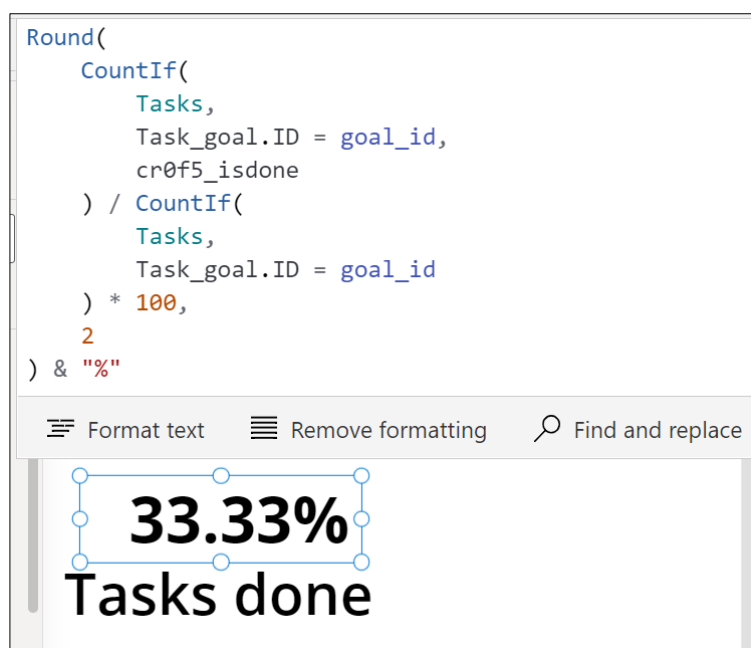 Round(
CountIf(
Tasks,
Task_goal.ID = goal_id,
cr0f5_isdone
) / CountIf(
Tasks,
Task_goal.ID = goal_id
) * 100,
2
) & "%"
Format text Remove formatting Find and replace
33.33%
Tasks done